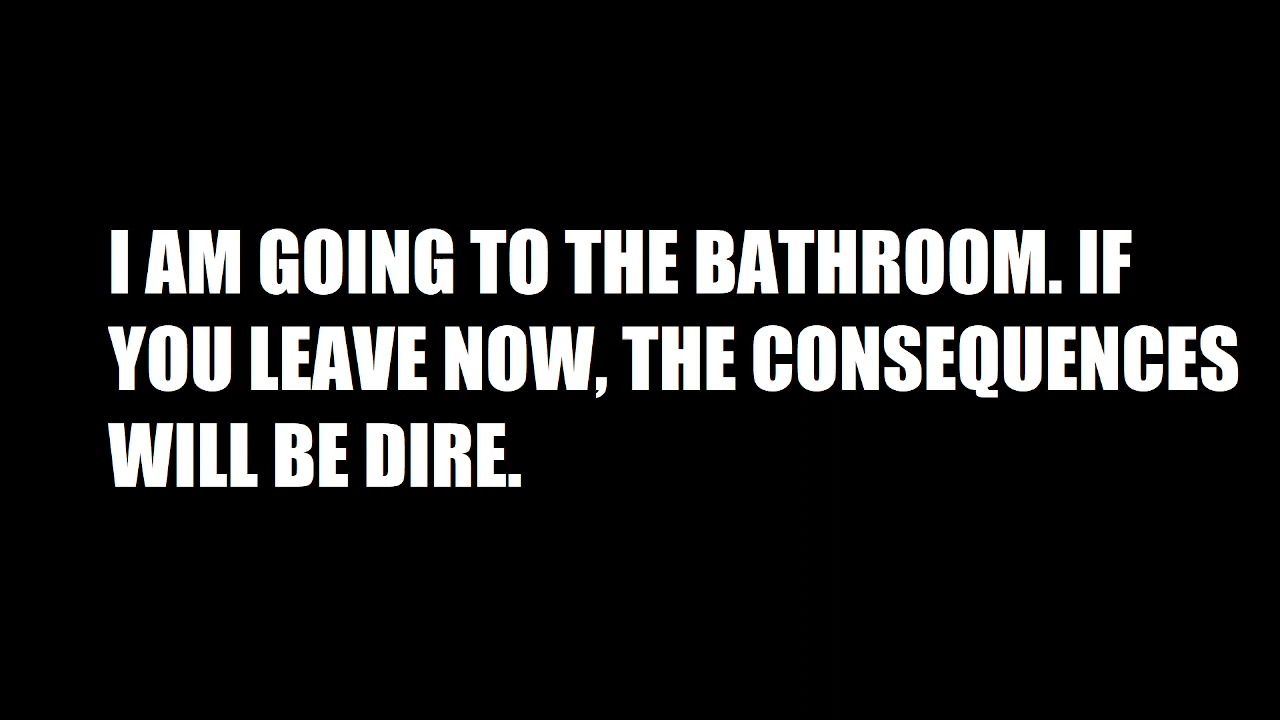 I AM GOING TO THE BATHROOM. IF
YOU LEAVE NOW, THE CONSEQUENCES
WILL BE DIRE.